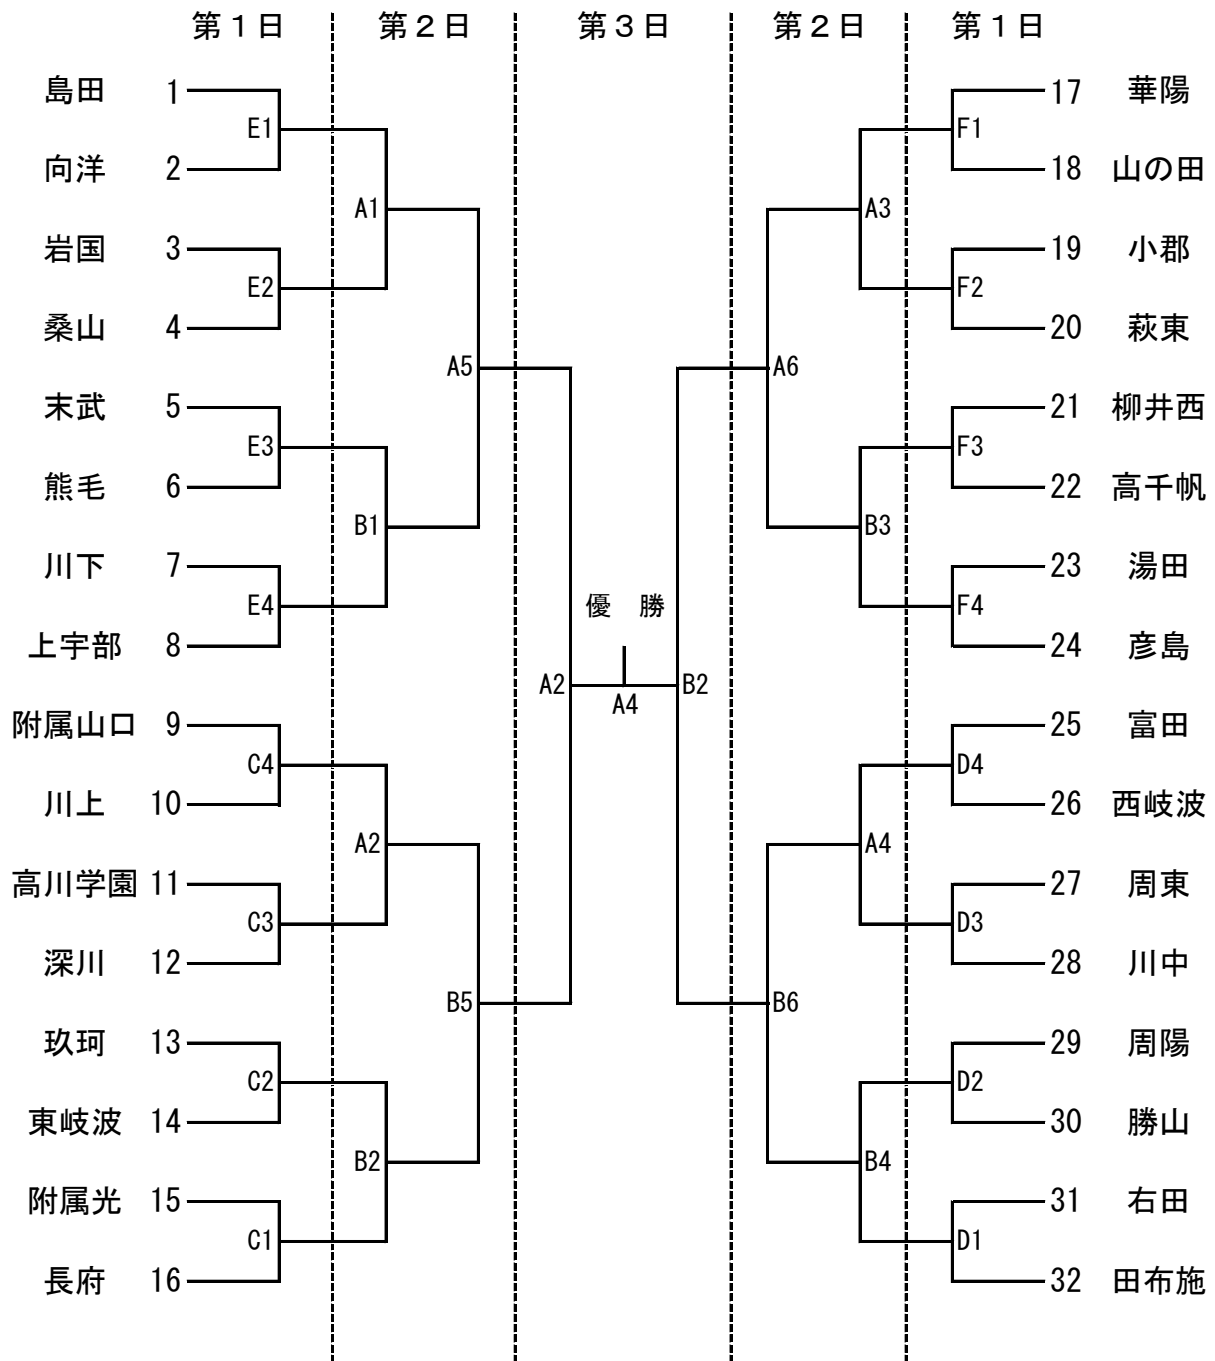 第１日 第２日 第３日 第２日 第１日
島田 1 17 華陽
E1 F1
向洋 2 18 山の田
A1 A3
岩国 3 19 小郡
E2 F2
桑山 4 20 萩東
A5 A6
末武 5 21 柳井西
E3 F3
熊毛 6 22 高千帆
B1 B3
川下 7 23 湯田
E4 優 勝 F4
上宇部 8 24 彦島
A2 A4 B2
附属山口 9 25 富田
C4 D4
川上 10 26 西岐波
A2 A4
高川学園 11 27 周東
C3 D3
深川 12 28 川中
B5 B6
玖珂 13 29 周陽
C2 D2
東岐波 14 30 勝山
B2 B4
附属光 15 31 右田
C1 D1
長府 16 32 田布施